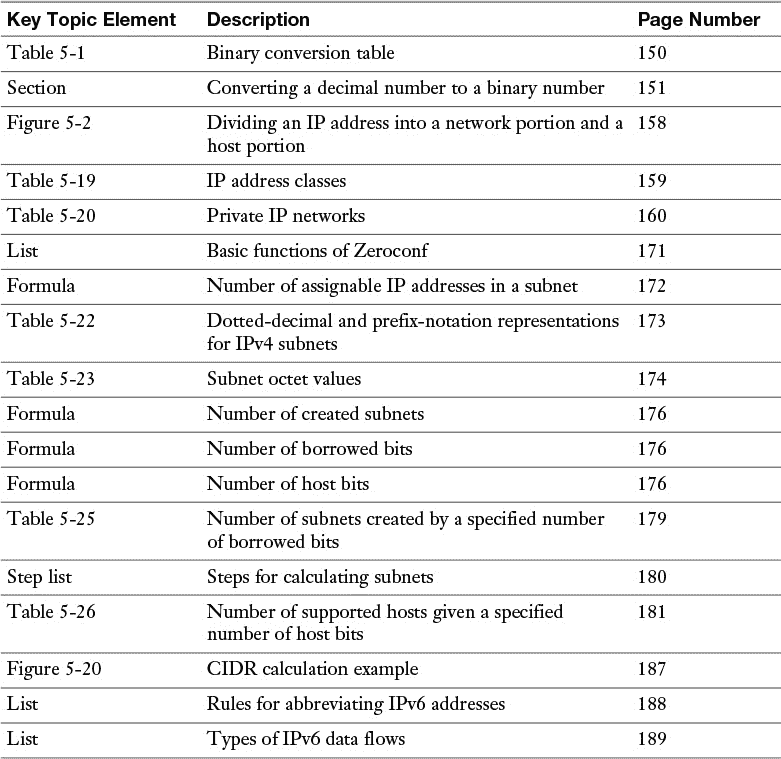 Key Topic Element Description Page Number
Table 5-1 Binary conversion table 150
Section Converting a decimal number to a binary number 151
Figure 5-2 Dividing an IP address into a network portion and a 158
host portion
Table 5-19 IP address classes 159
Table 5-20 Private IP networks 160
List Basic functions of Zeroconf 171
Formula Number of assignable IP addresses in a subnet 172
Table 5-22 Dotted-decimal and prefix-notation representations 173
for IPv4 subnets
Table 5-23 Subnet octet values 174
Formula Number of created subnets 176
Formula Number of borrowed bits 176
Formula Number of host bits 176
Table 5-25 Number of subnets created by a specified number 179
of borrowed bits
Step list Steps for calculating subnets 180
Table 5-26 Number of supported hosts given a specified 181
number of host bits
Figure 5-20 CIDR calculation example 187
List Rules for abbreviating IPv6 addresses 188
List Types of IPv6 data flows 189